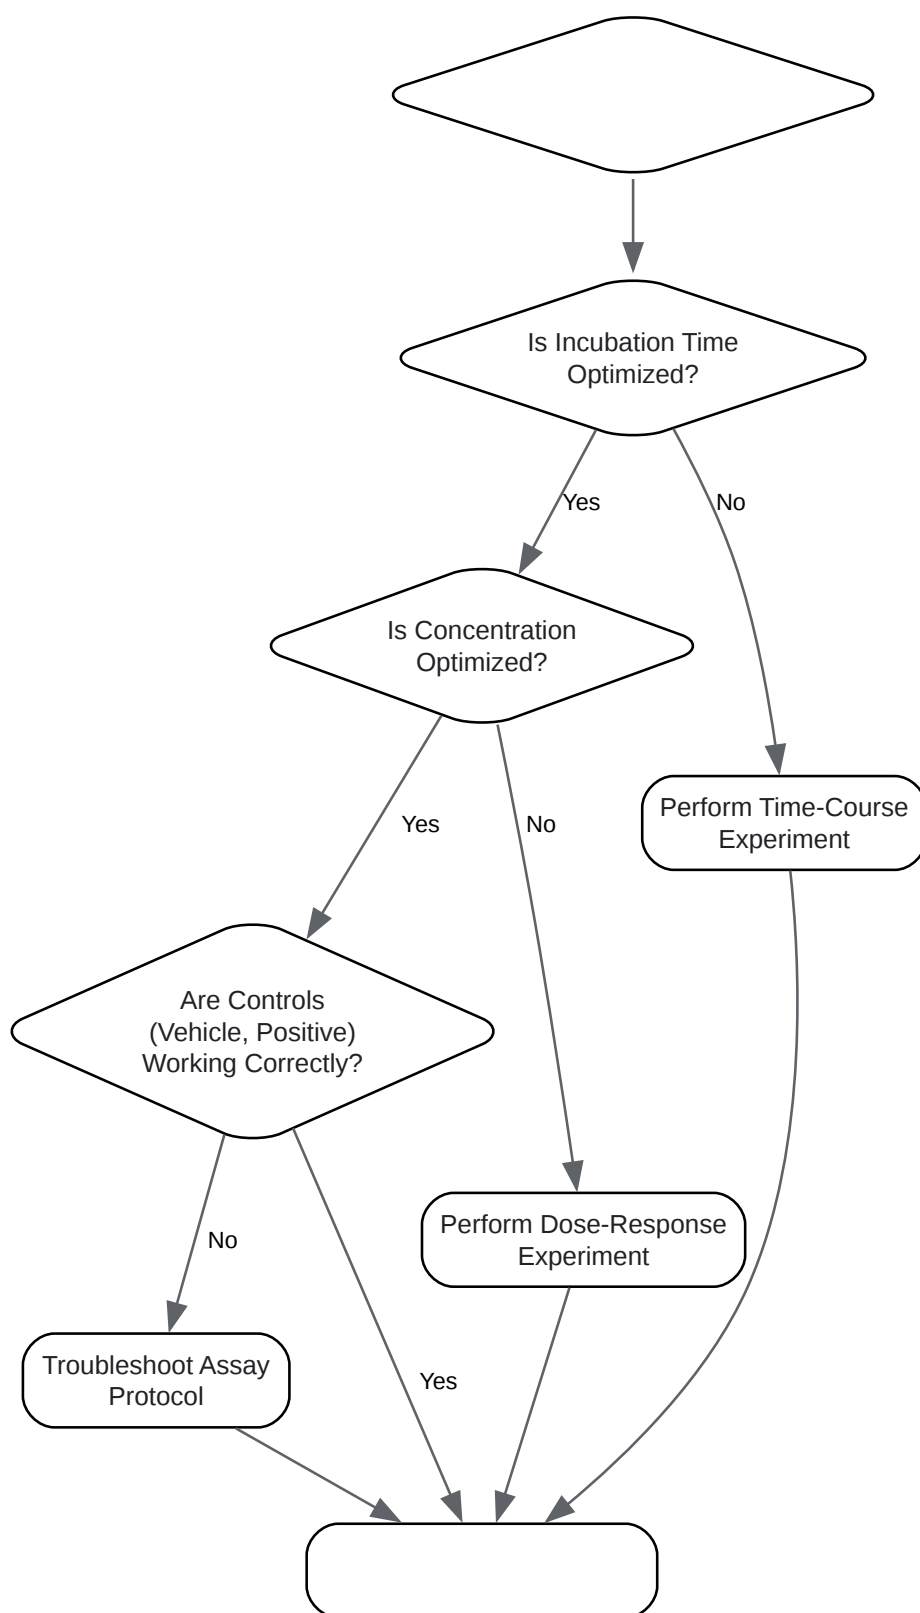 Is Incubation Time
Optimized?
Yes
No
Is Concentration
Optimized?
Yes
No
Perform Time-Course
Experiment
Are Controls
(Vehicle, Positive)
Working Correctly?
No
Perform Dose-Response
Experiment
Yes
Troubleshoot Assay
Protocol